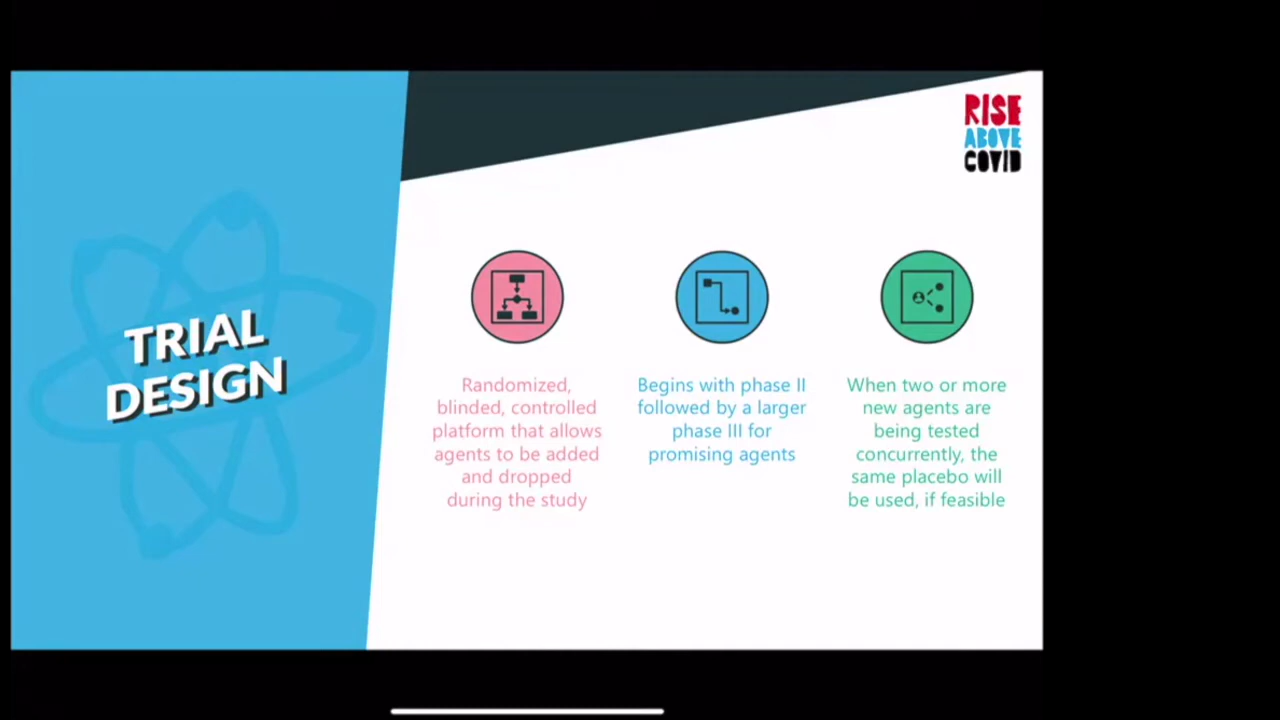 TRIAL
DESIGN
RISE
ABOVE
COVID
Randomized,
blinded, controlled
platform that allows
agents to be added
and dropped
during the study
Begins with phase II
followed by a larger
phase III for
promising agents
When two or more
new agents are
being tested
concurrently, the
same placebo will
be used, if feasible